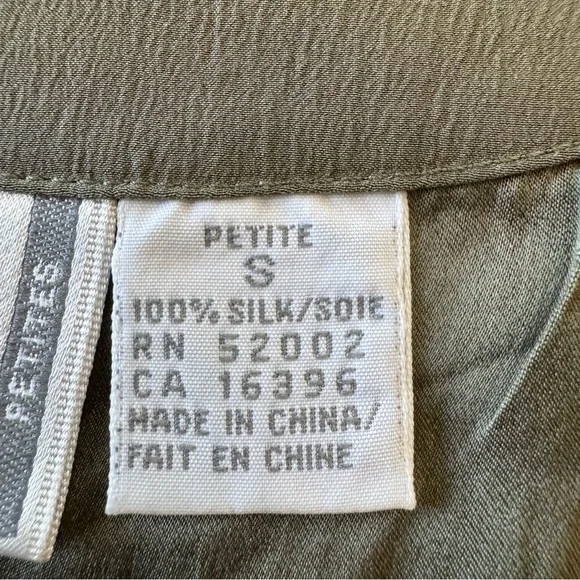 PETITE
S
100% SILK/SOIE
RN 52002
CA 16396
MADE IN CHINA/
FAIT EN CHINE
PETITES